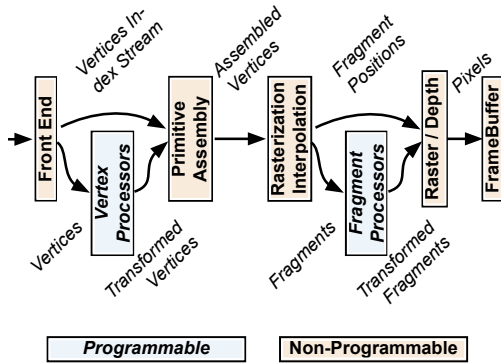 Vertices In-
dex Stream
Assembled
Vertices
Fragment
Positions
Pixels
Front End
Vertex
Processors
Primitive
Assembly
Rasterization
Interpolation
Fragment
Processors
Raster / Depth
FrameBuffer
Vertices
Transformed
Vertices
Fragments
Transformed
Fragments
Programmable
Non-Programmable